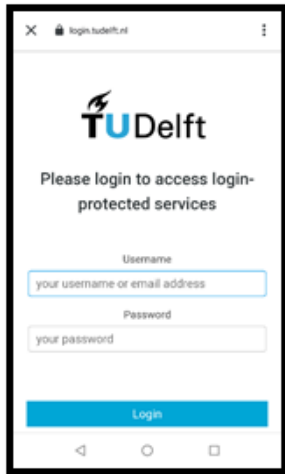 login.tudelft.nl
TUDelft
Please login to access login-
protected services
Username
your username or email address
Password
your password
Login